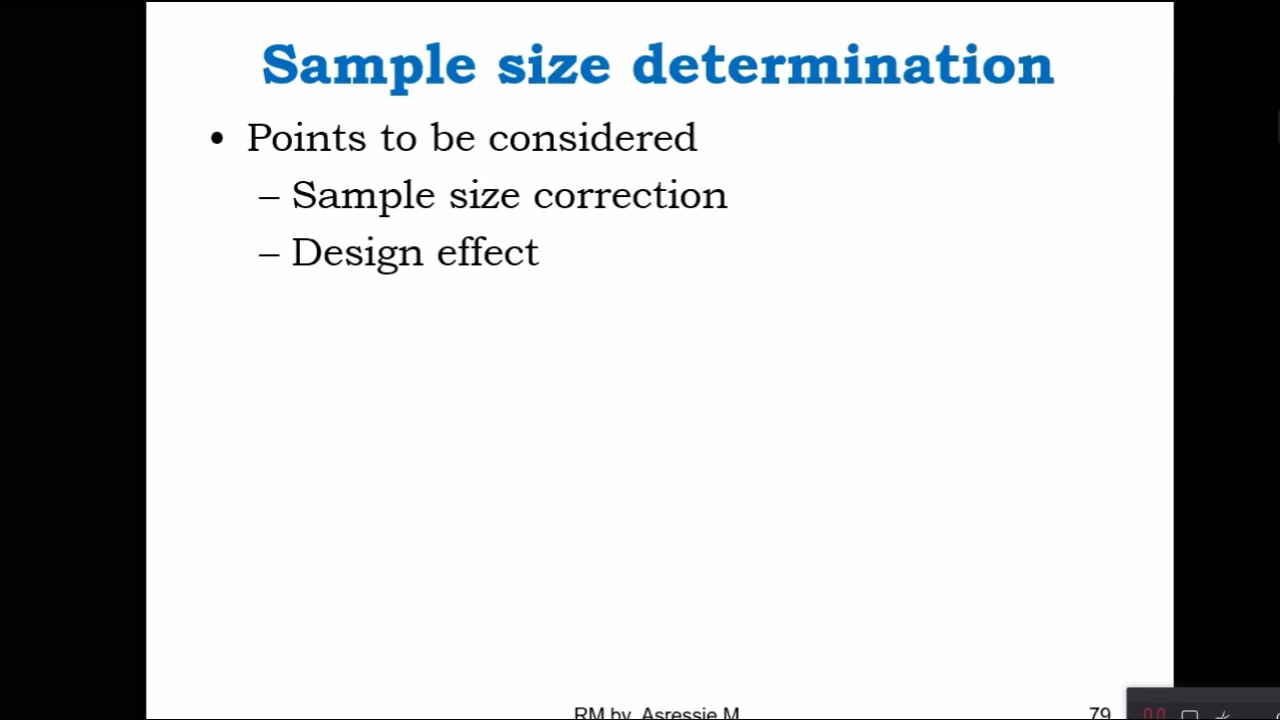 Sample size determination
• Points to be considered
– Sample size correction
– Design effect
RM by Asressie M
79